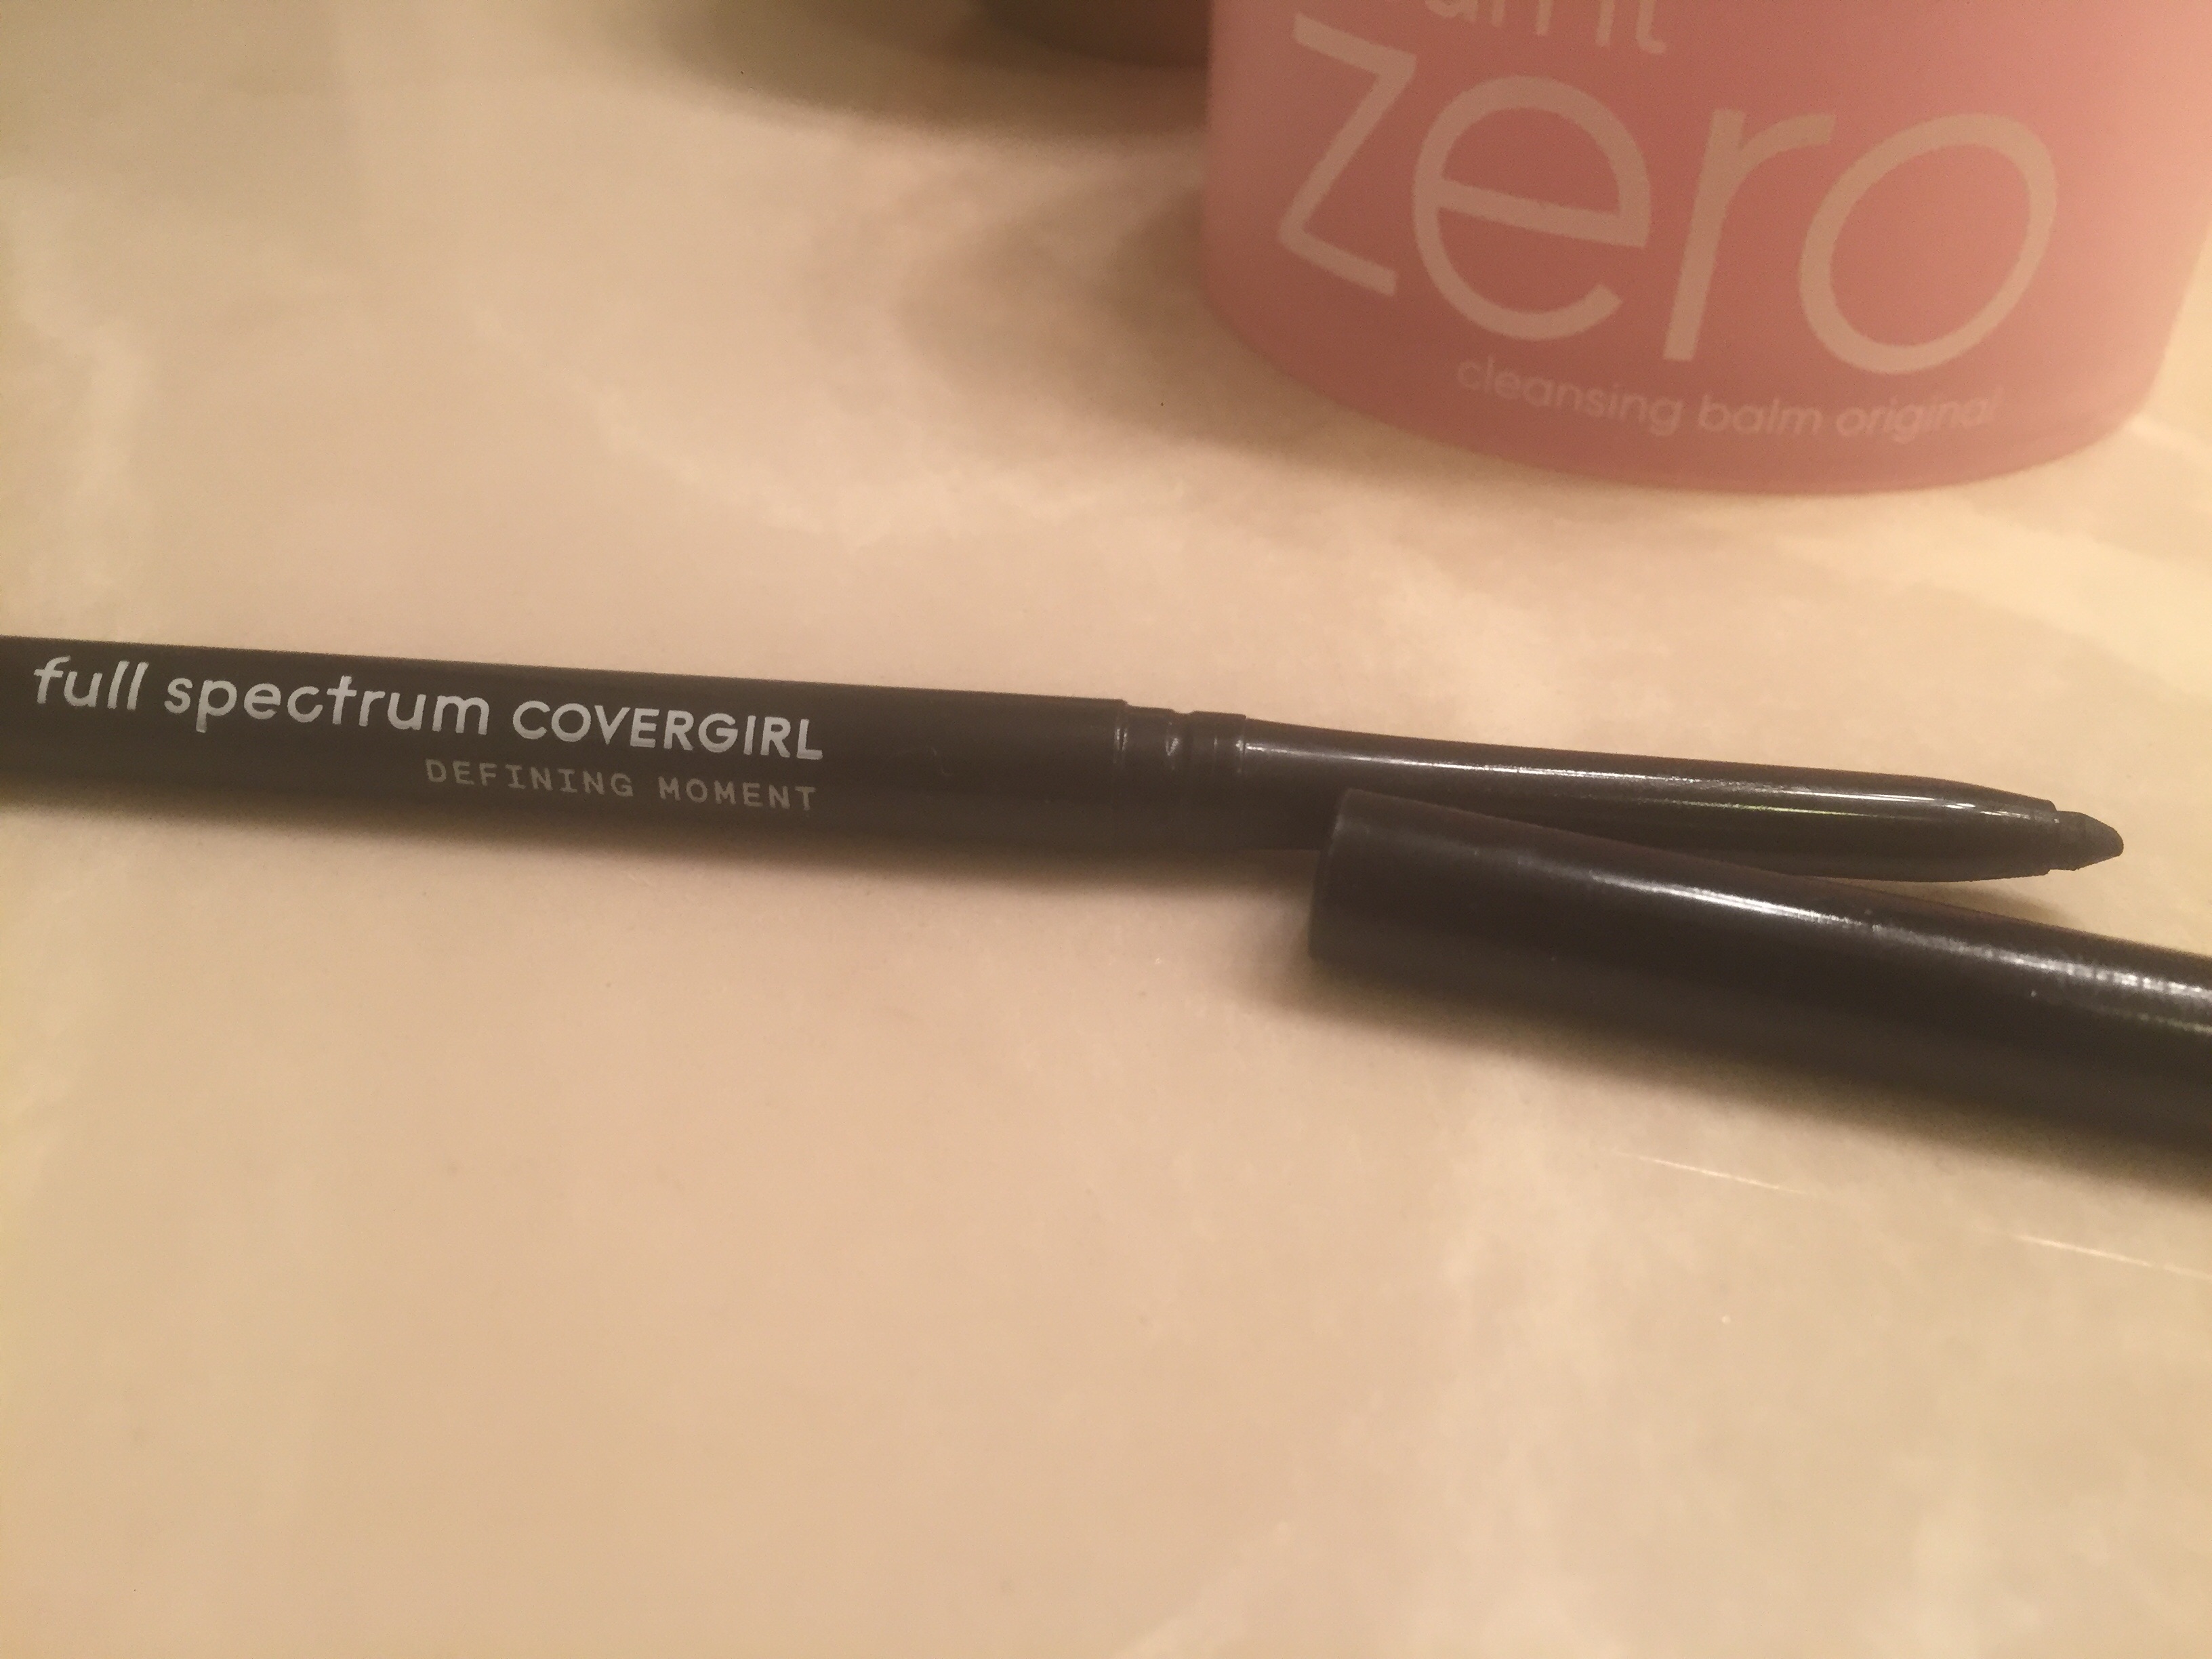 zero
cleansing balm original
full spectrum COVERGIRL
DEFINING MOMENT